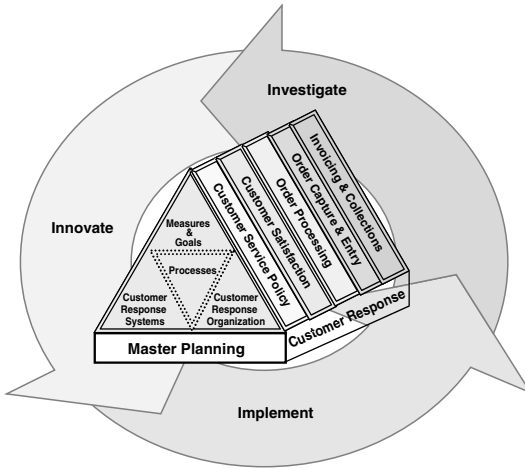 Investigate
Innovate
Measures
&
Goals
Processes
Customer
Response
Systems
Customer
Response
Organization
Customer Service Policy
Customer Satisfaction
Order Processing
Order Capture & Entry
Invoicing & Collections
Master Planning
Customer Response
Implement